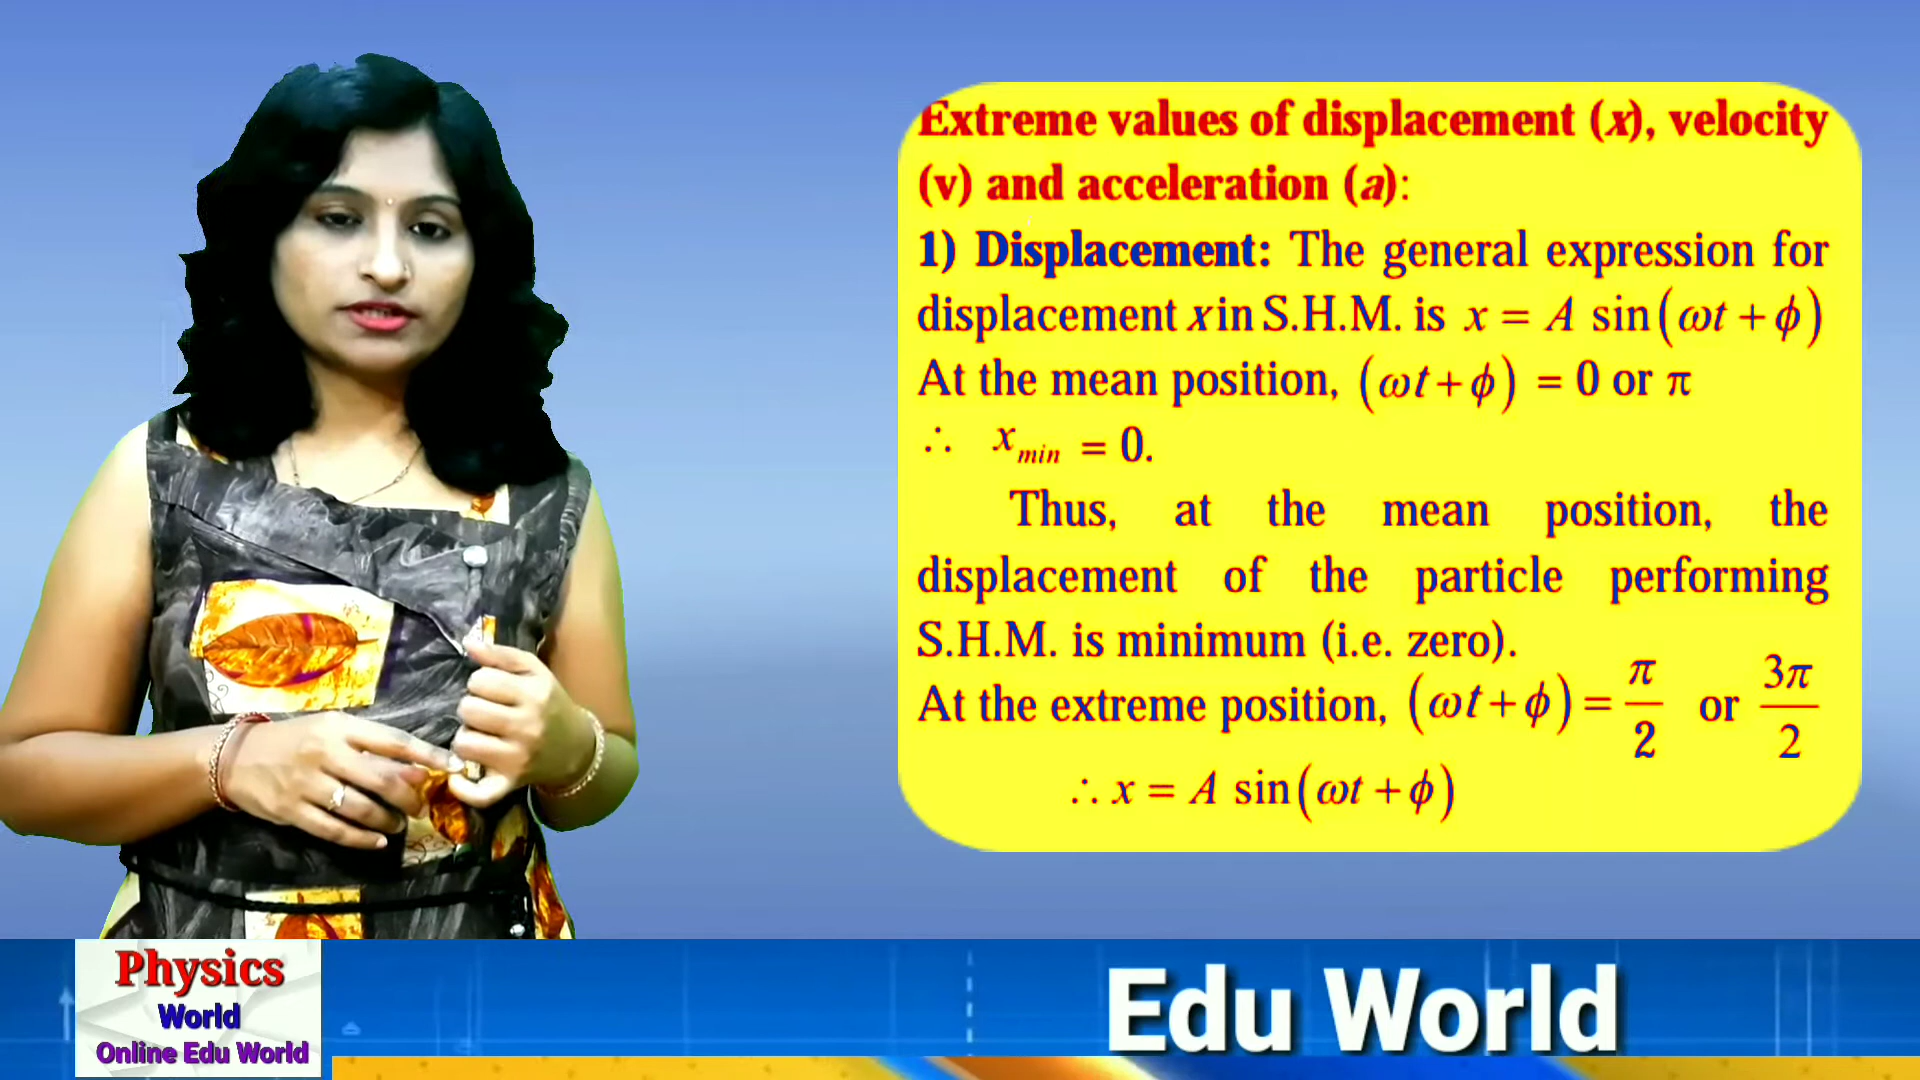 Extreme values of displacement (x), velocity
(v) and acceleration (a):
1) Displacement: The general expression for
displacement x in S.H.M. is x = A sin(ωt + ϕ)
At the mean position, (ωt + ϕ) = 0 or π
∴ x_min = 0.
Thus, at the mean position, the
displacement of the particle performing
S.H.M. is minimum (i.e. zero).
At the extreme position, (ωt + ϕ) = π/2 or 3π/2
∴ x = A sin(ωt + ϕ)
Physics
World
Online Edu World
Edu World